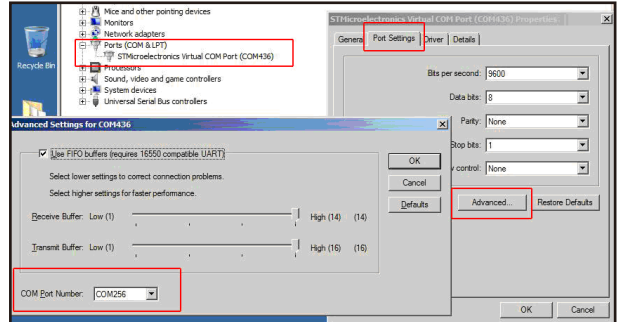 Mice and other pointing devices
Monitors
Network adapters
Ports (COM & LPT)
STMicroelectronics Virtual COM Port (COM436)
Processors
Sound, video and game controllers
System devices
Universal Serial Bus controllers
Recycle Bin
STMicroelectronics Virtual COM Port (COM436) Properties
General Port Settings Driver Details
Bits per second: 9600
Data bits: 8
Parity: None
Stop bits: 1
control: None
Advanced... Restore Defaults
OK Cancel
Advanced Settings for COM436
Use FIFO buffers (requires 16550 compatible UART)
Select lower settings to correct connection problems.
Select higher settings for faster performance.
Receive Buffer: Low (1) High (14) (14)
Transmit Buffer: Low (1) High (16) (16)
COM Port Number: COM256
OK
Cancel
Defaults